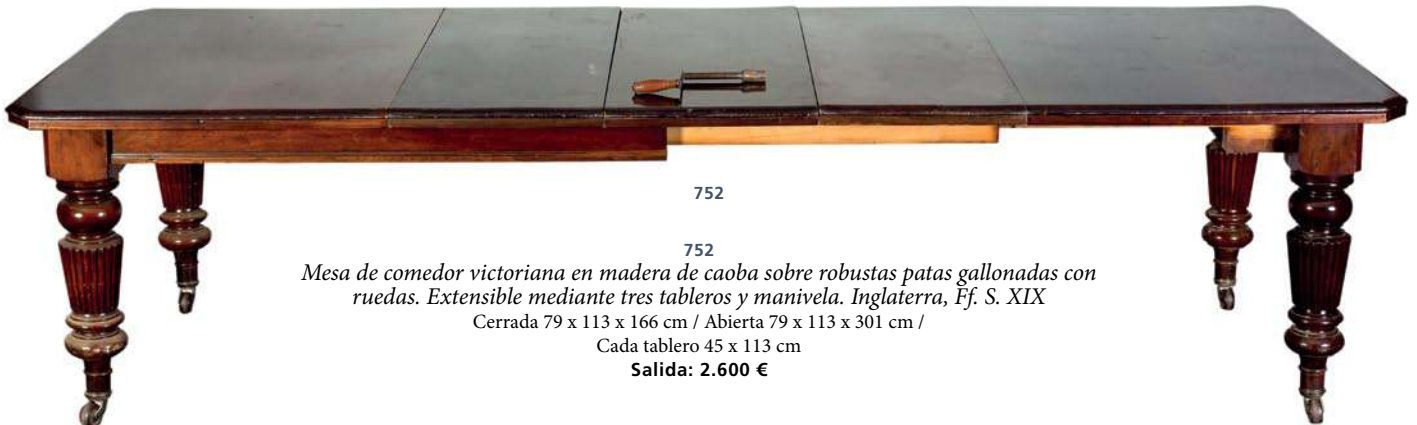 752
752
Mesa de comedor victoriana en madera de caoba sobre robustas patas gallonadas con
ruedas. Extensible mediante tres tableros y manivela. Inglaterra, Ff. S. XIX
Cerrada 79 x 113 x 166 cm / Abierta 79 x 113 x 301 cm /
Cada tablero 45 x 113 cm
Salida: 2.600 €